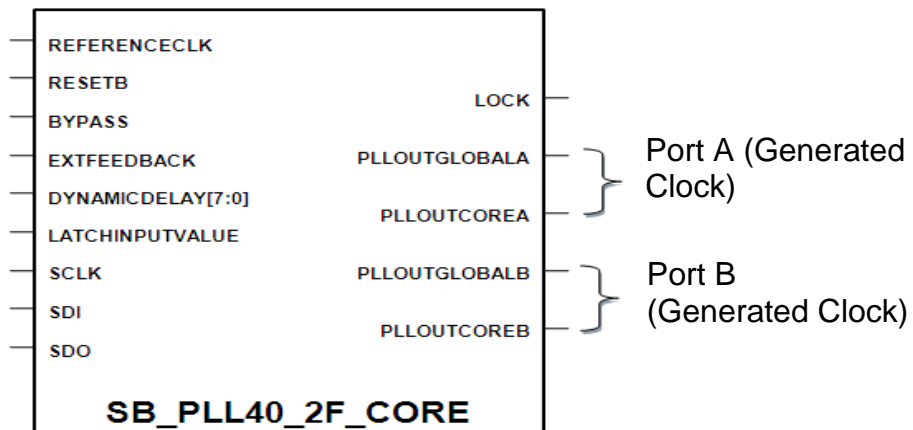 REFERENCECLK
RESETB
BYPASS
EXTFEEDBACK
DYNAMICDELAY[7:0]
LATCHINPUTVALUE
SCLK
SDI
SDO
LOCK
PLLOUTGLOBALA
PLLOUTCOREA
PLLOUTGLOBALB
PLLOUTCOREB
Port A (Generated
Clock)
Port B
(Generated Clock)
SB_PLL40_2F_CORE